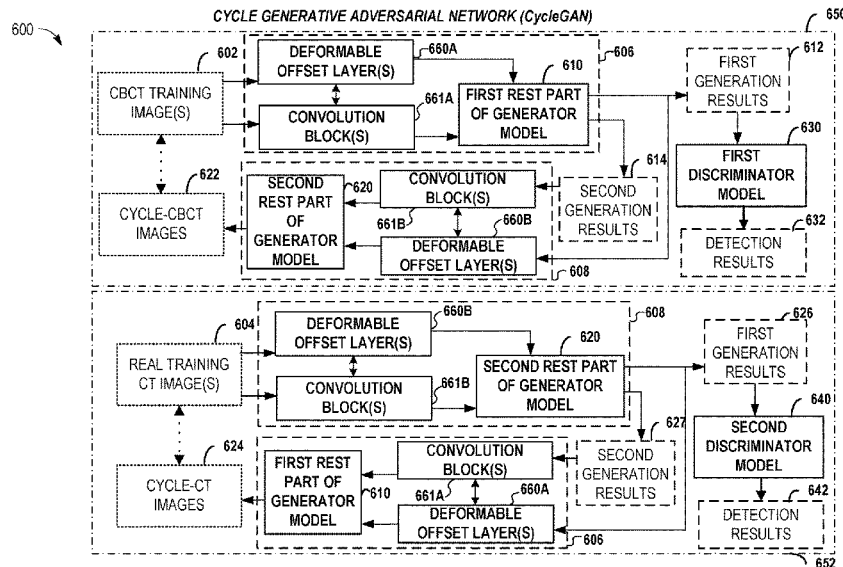 CYCLE GENERATIVE ADVERSARIAL NETWORK (CycleGAN)
600
650
602
CBCT TRAINING
IMAGE(S)
DEFORMABLE
OFFSET LAYER(S)
660A
661A
CONVOLUTION
BLOCK(S)
610
606
FIRST REST PART
OF GENERATOR
MODEL
612
FIRST
GENERATION
RESULTS
630
FIRST
DISCRIMINATOR
MODEL
632
DETECTION
RESULTS
622
CYCLE-CBCT
IMAGES
SECOND
REST PART
OF
GENERATOR
MODEL
620
CONVOLUTION
BLOCK(S)
661B
660B
DEFORMABLE
OFFSET LAYER(S)
614
SECOND
GENERATION
RESULTS
608
604
REAL TRAINING
CT IMAGE(S)
DEFORMABLE
OFFSET LAYER(S)
660B
661B
CONVOLUTION
BLOCK(S)
620
608
SECOND REST PART
OF GENERATOR
MODEL
626
FIRST
GENERATION
RESULTS
640
SECOND
DISCRIMINATOR
MODEL
642
DETECTION
RESULTS
624
CYCLE-CT
IMAGES
FIRST REST
PART OF
GENERATOR
MODEL
610
CONVOLUTION
BLOCK(S)
661A
660A
DEFORMABLE
OFFSET LAYER(S)
627
SECOND
GENERATION
RESULTS
606
652